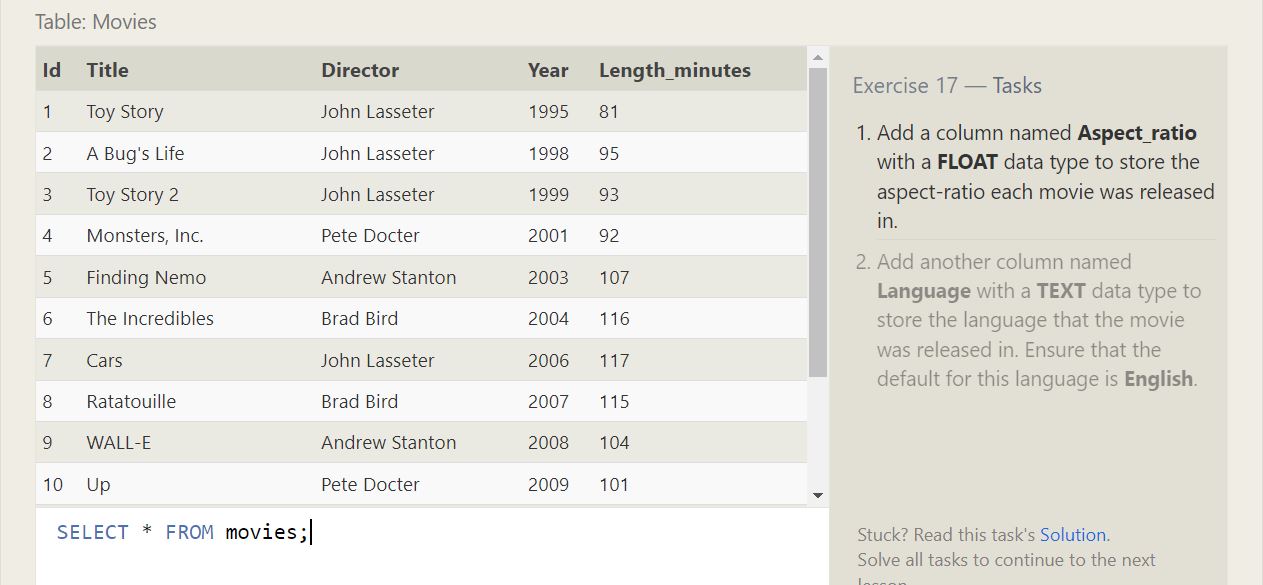 Table: Movies
Id Title Director Year Length_minutes
1 Toy Story John Lasseter 1995 81
2 A Bug's Life John Lasseter 1998 95
3 Toy Story 2 John Lasseter 1999 93
4 Monsters, Inc. Pete Docter 2001 92
5 Finding Nemo Andrew Stanton 2003 107
6 The Incredibles Brad Bird 2004 116
7 Cars John Lasseter 2006 117
8 Ratatouille Brad Bird 2007 115
9 WALL-E Andrew Stanton 2008 104
10 Up Pete Docter 2009 101
SELECT * FROM movies;
Exercise 17 — Tasks
1. Add a column named Aspect_ratio
with a FLOAT data type to store the
aspect-ratio each movie was released
in.
2. Add another column named
Language with a TEXT data type to
store the language that the movie
was released in. Ensure that the
default for this language is English.
Stuck? Read this task's Solution.
Solve all tasks to continue to the next
lesson.